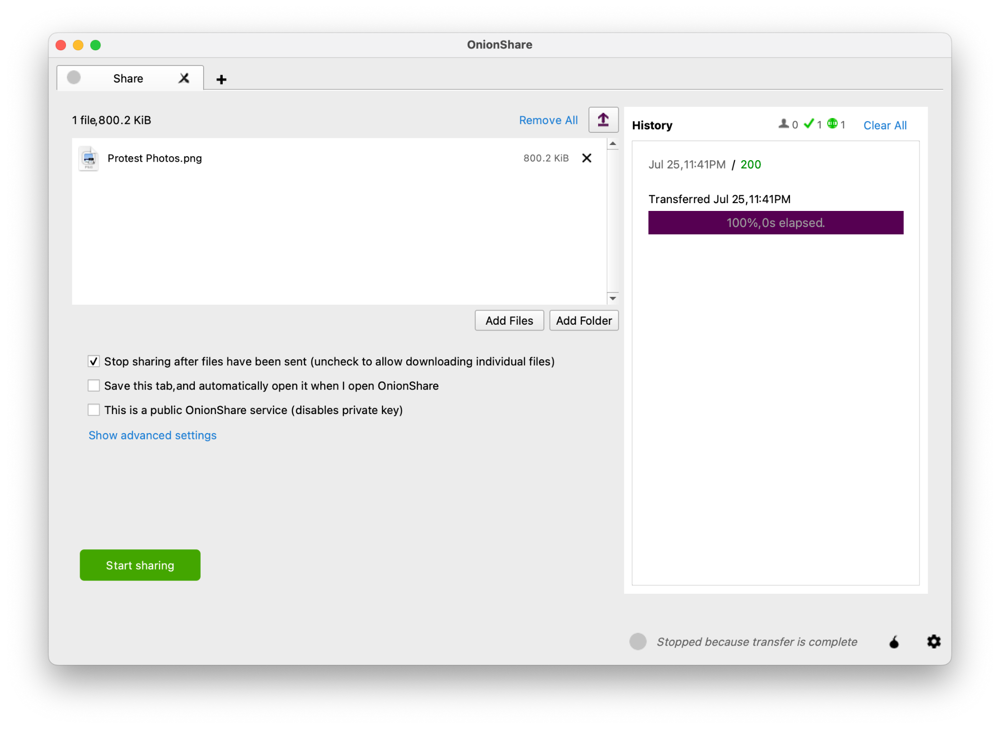 OnionShare
Share
1 file,800.2 KiB
Remove All
Protest Photos.png
800.2 KiB
PNG
Add Files
Add Folder
Stop sharing after files have been sent (uncheck to allow downloading individual files)
Save this tab,and automatically open it when I open OnionShare
This is a public OnionShare service (disables private key)
Show advanced settings
Start sharing
History
0
1
1
Clear All
Jul 25,11:41PM / 200
Transferred Jul 25,11:41PM
100%,0s elapsed.
Stopped because transfer is complete